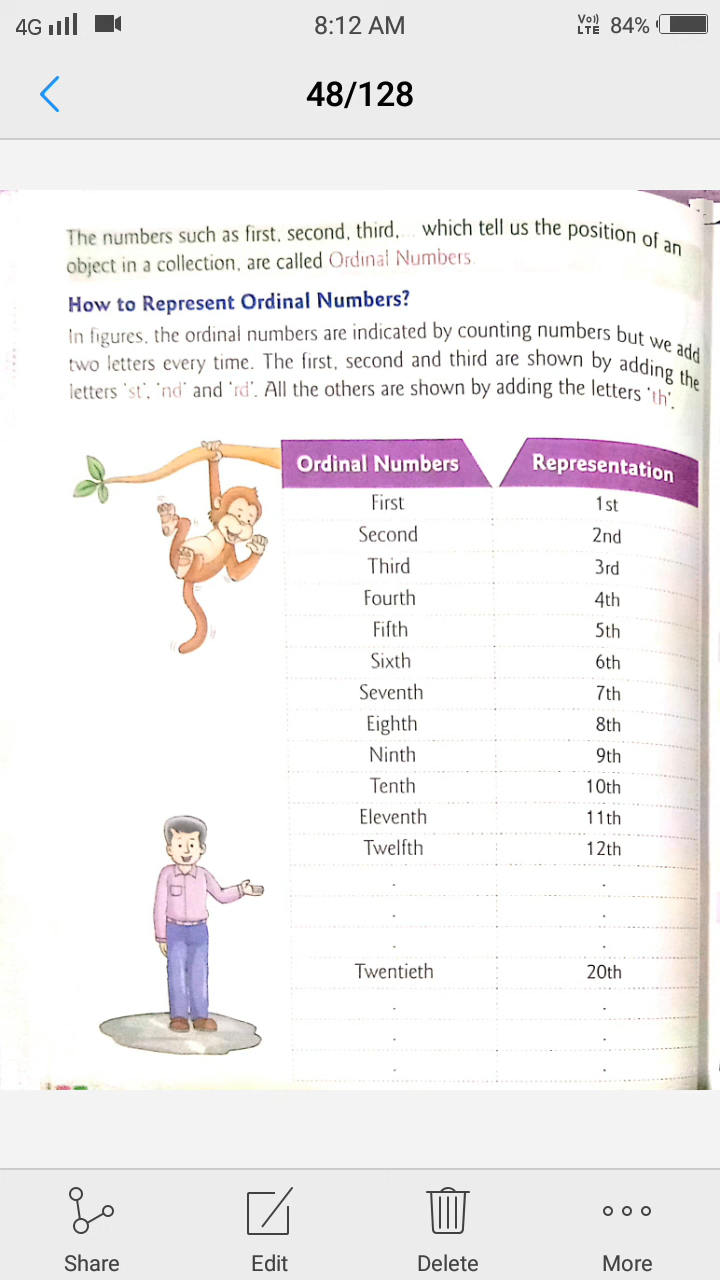 4G 8:12 AM Vo)) LTE 84%
48/128
The numbers such as first, second, third,... which tell us the position of an
object in a collection, are called Ordinal Numbers.
How to Represent Ordinal Numbers?
In figures, the ordinal numbers are indicated by counting numbers but we add
two letters every time. The first, second and third are shown by adding the
letters 'st', 'nd' and 'rd'. All the others are shown by adding the letters 'th'.
Ordinal Numbers Representation
First 1st
Second 2nd
Third 3rd
Fourth 4th
Fifth 5th
Sixth 6th
Seventh 7th
Eighth 8th
Ninth 9th
Tenth 10th
Eleventh 11th
Twelfth 12th
. .
. .
. .
Twentieth 20th
. .
. .
. .
Share Edit Delete More